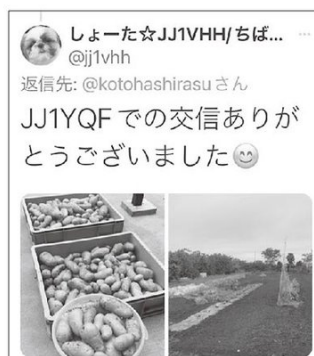 しょーた☆JJ1VHH/ちば...
@jj1vhh
返信先: @kotohashirasuさん
JJ1YQFでの交信ありが
とうございました😊